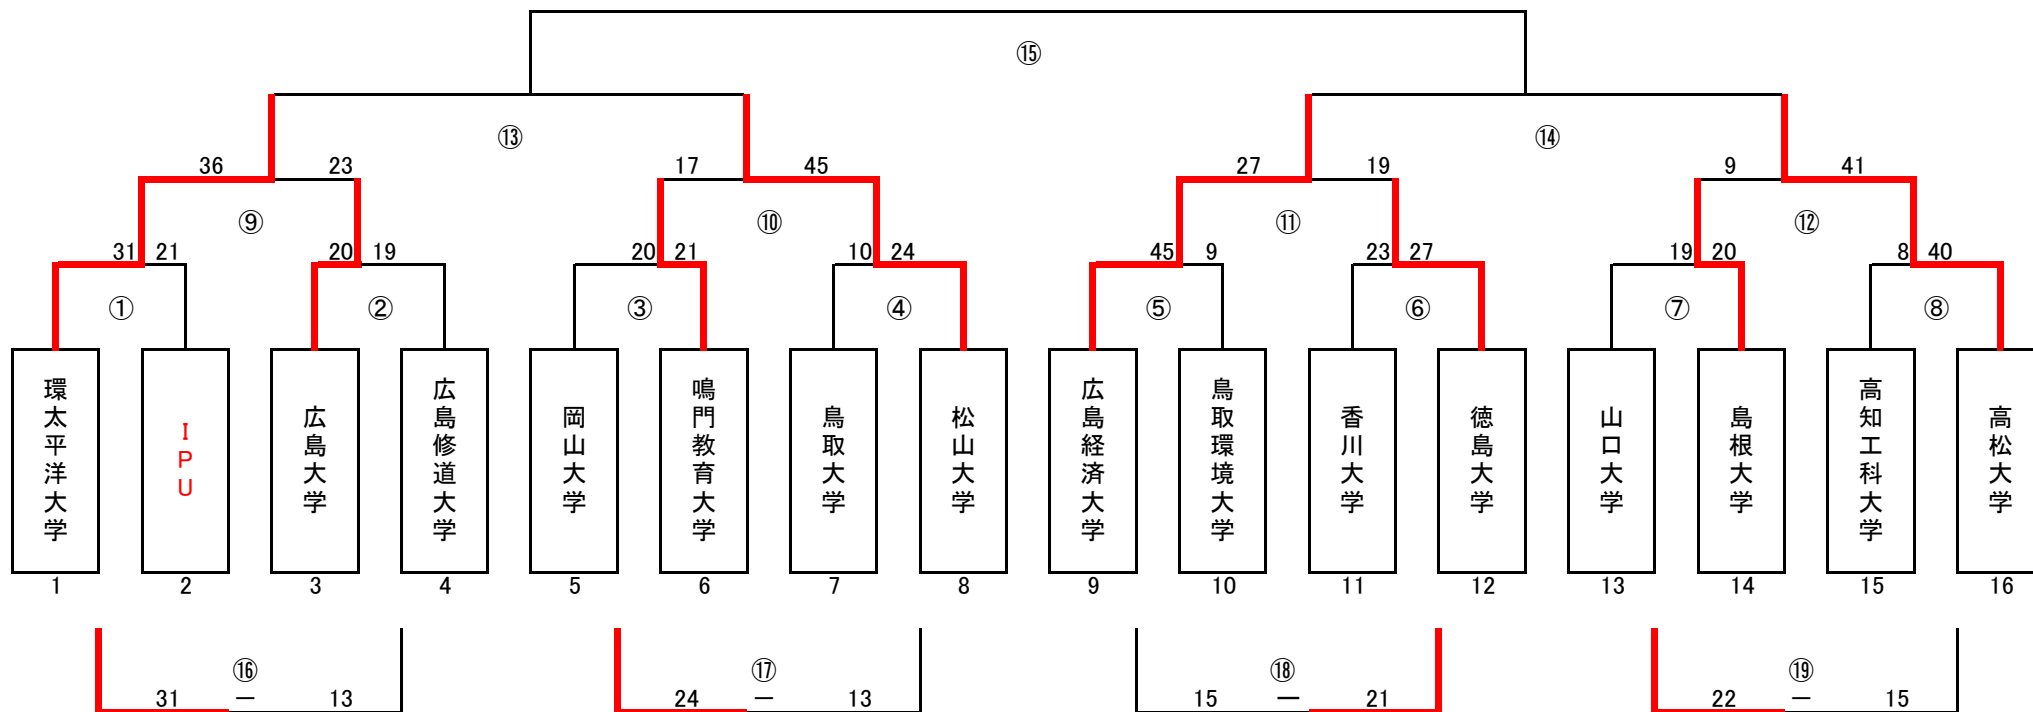 ⑮
⑬ ⑭
36 23 17 45 27 19 9 41
⑨ ⑩ ⑪ ⑫
31 21 20 19 20 21 10 24 45 9 23 27 19 20 8 40
① ② ③ ④ ⑤ ⑥ ⑦ ⑧
環太平洋大学
IPU
広島大学
広島修道大学
岡山大学
鳴門教育大学
鳥取大学
松山大学
広島経済大学
鳥取環境大学
香川大学
徳島大学
山口大学
島根大学
高知工科大学
高松大学
1 2 3 4 5 6 7 8 9 10 11 12 13 14 15 16
⑯ ⑰ ⑱ ⑲
31 － 13 24 － 13 15 － 21 22 － 15